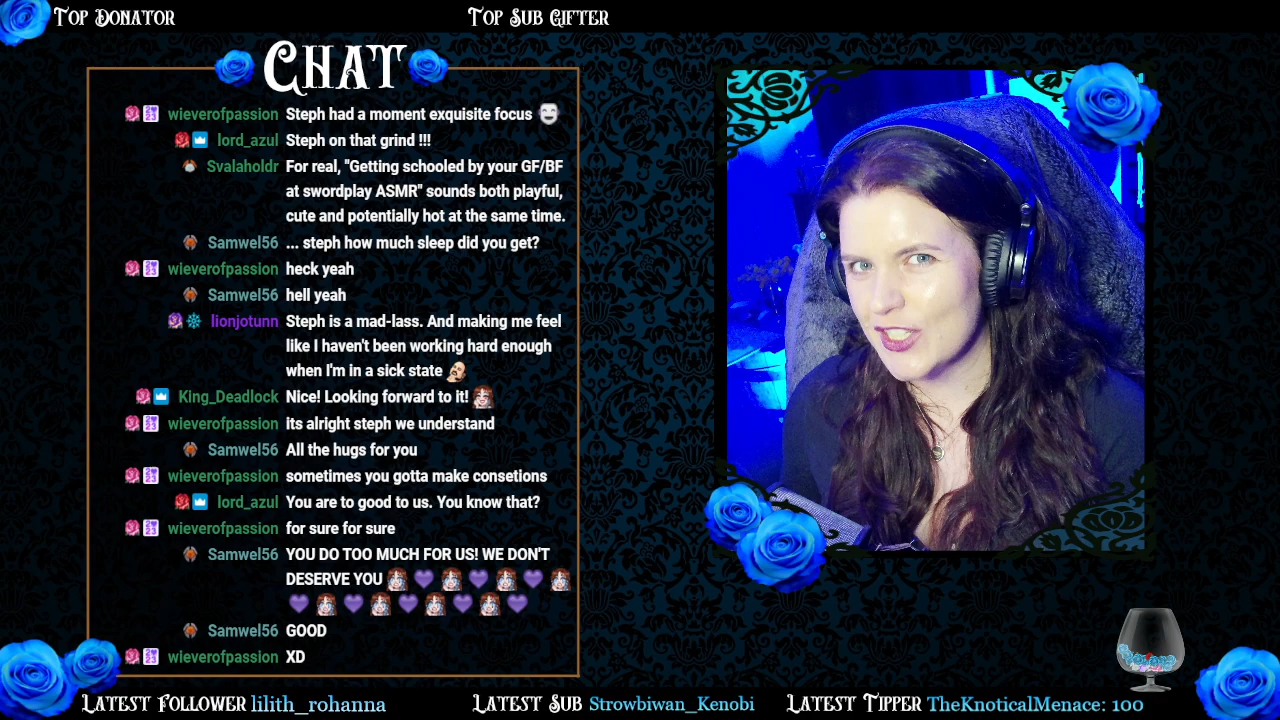 Top Donator
Top Sub Gifter
Chat
wieverofpassion Steph had a moment exquisite focus
lord_azul Steph on that grind !!!
Svalaholdr For real, "Getting schooled by your GF/BF
at swordplay ASMR" sounds both playful,
cute and potentially hot at the same time.
Samwel56 ... steph how much sleep did you get?
wieverofpassion heck yeah
Samwel56 hell yeah
lionjotunn Steph is a mad-lass. And making me feel
like I haven't been working hard enough
when I'm in a sick state
King_Deadlock Nice! Looking forward to it!
wieverofpassion its alright steph we understand
Samwel56 All the hugs for you
wieverofpassion sometimes you gotta make consetions
lord_azul You are to good to us. You know that?
wieverofpassion for sure for sure
Samwel56 YOU DO TOO MUCH FOR US! WE DON'T
DESERVE YOU
Samwel56 GOOD
wieverofpassion XD
Latest Follower lilith_rohanna
Latest Sub Strowbiwan_Kenobi
Latest Tipper TheKnoticalMenace: 100